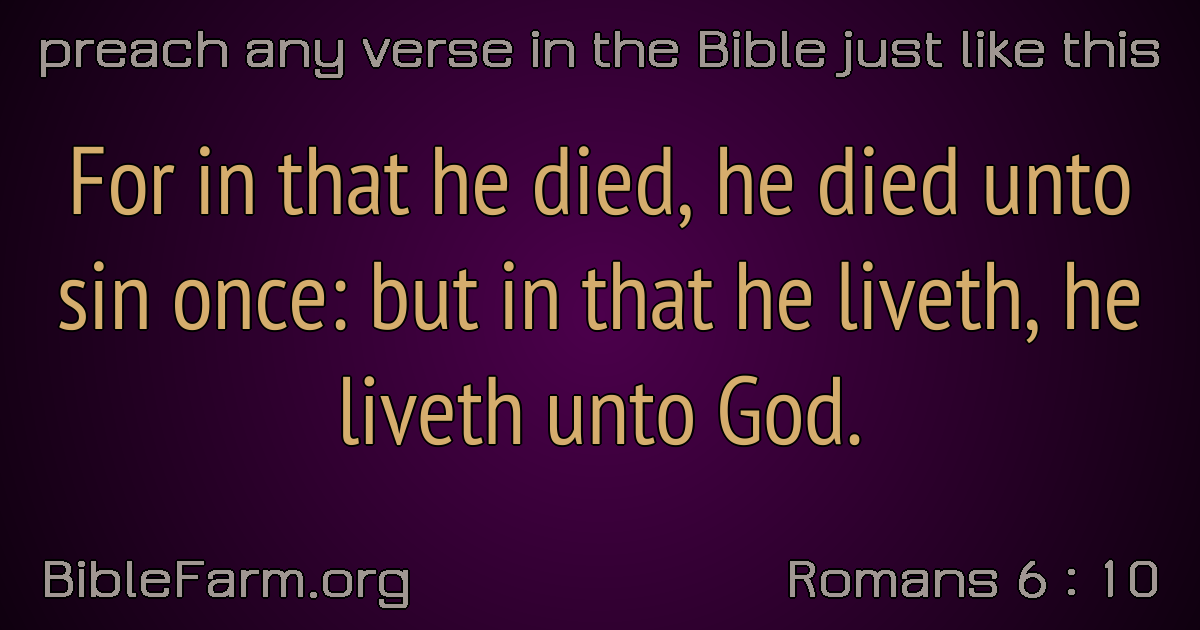 preach any verse in the Bible just like this
For in that he died, he died unto
sin once: but in that he liveth, he
liveth unto God.
BibleFarm.org
Romans 6 : 10